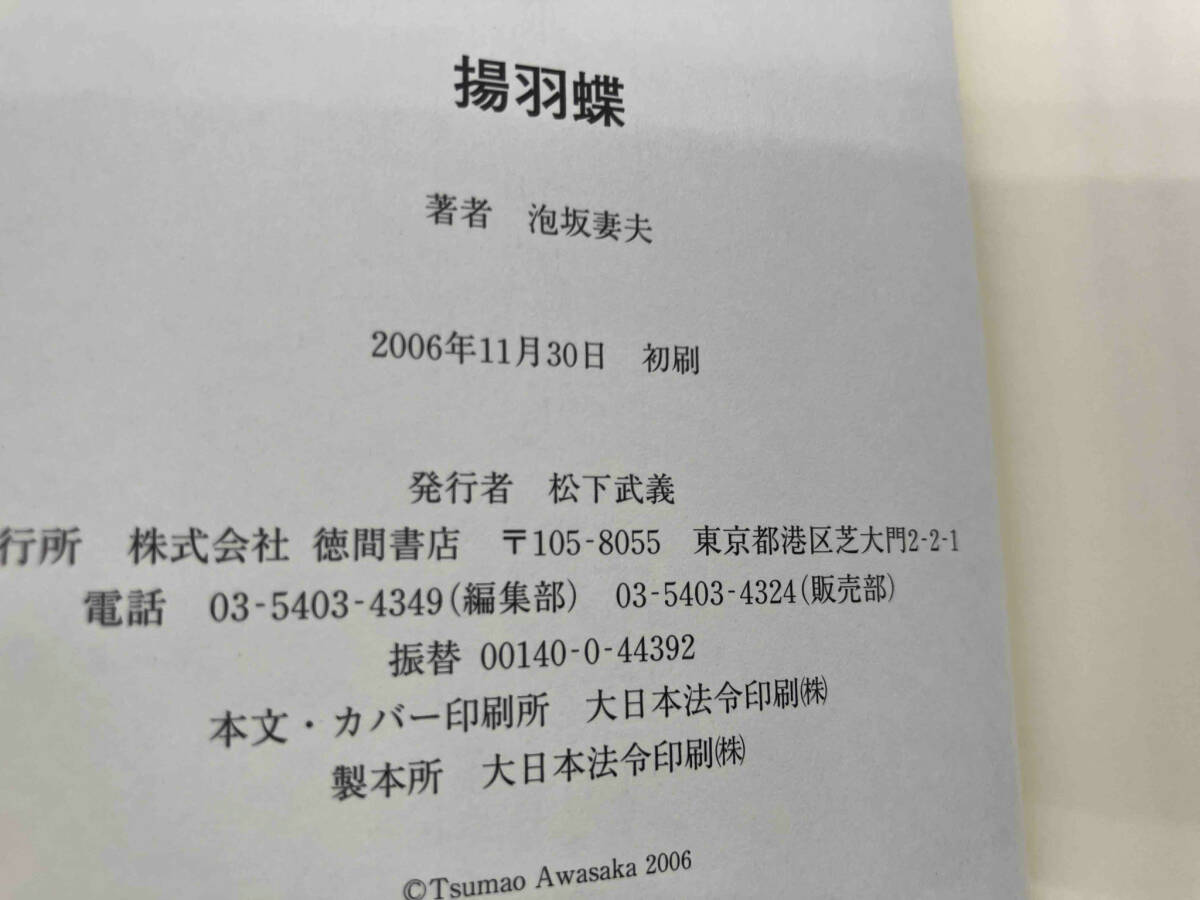 揚羽蝶
著者 泡坂妻夫
2006年11月30日 初刷
発行者 松下武義
行所 株式会社 徳間書店 〒105-8055 東京都港区芝大門2-2-1
電話 03-5403-4349(編集部) 03-5403-4324(販売部)
振替 00140-0-44392
本文・カバー印刷所 大日本法令印刷㈱
製本所 大日本法令印刷㈱
©Tsumao Awasaka 2006